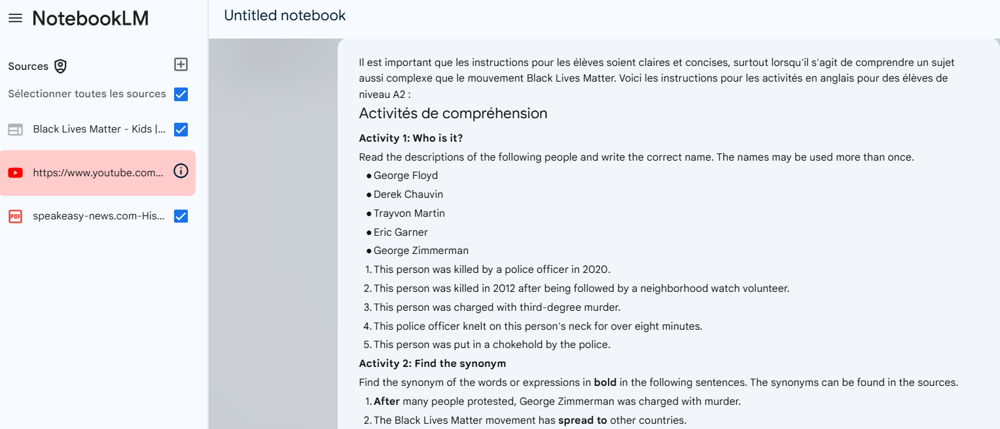 NotebookLM
Untitled notebook
Sources
Sélectionner toutes les sources
Black Lives Matter - Kids |...
https://www.youtube.com...
PDF speakeasy-news.com-His...
Il est important que les instructions pour les élèves soient claires et concises, surtout lorsqu'il s'agit de comprendre un sujet
aussi complexe que le mouvement Black Lives Matter. Voici les instructions pour les activités en anglais pour des élèves de
niveau A2 :
Activités de compréhension
Activity 1: Who is it?
Read the descriptions of the following people and write the correct name. The names may be used more than once.
● George Floyd
● Derek Chauvin
● Trayvon Martin
● Eric Garner
● George Zimmerman
1. This person was killed by a police officer in 2020.
2. This person was killed in 2012 after being followed by a neighborhood watch volunteer.
3. This person was charged with third-degree murder.
4. This police officer knelt on this person's neck for over eight minutes.
5. This person was put in a chokehold by the police.
Activity 2: Find the synonym
Find the synonym of the words or expressions in bold in the following sentences. The synonyms can be found in the sources.
1. After many people protested, George Zimmerman was charged with murder.
2. The Black Lives Matter movement has spread to other countries.